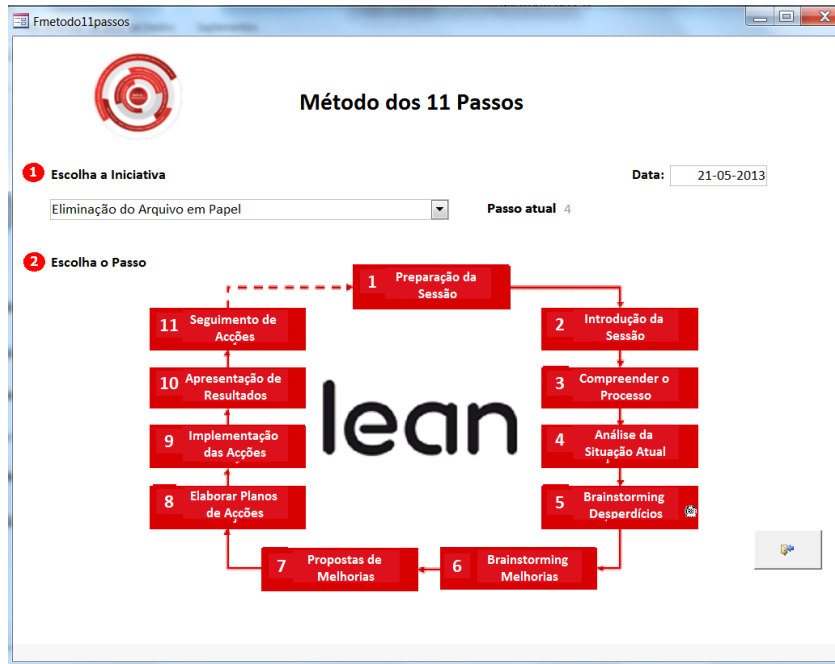 Fmetodo11passos
Método dos 11 Passos
1 Escolha a Iniciativa
Data: 21-05-2013
Eliminação do Arquivo em Papel
Passo atual 4
2 Escolha o Passo
1 Preparação da
Sessão
2 Introdução da
Sessão
3 Compreender o
Processo
4 Análise da
Situação Atual
5 Brainstorming
Desperdícios
6 Brainstorming
Melhorias
7 Propostas de
Melhorias
8 Elaborar Planos
de Acções
9 Implementação
das Acções
10 Apresentação de
Resultados
11 Seguimento de
Acções
lean